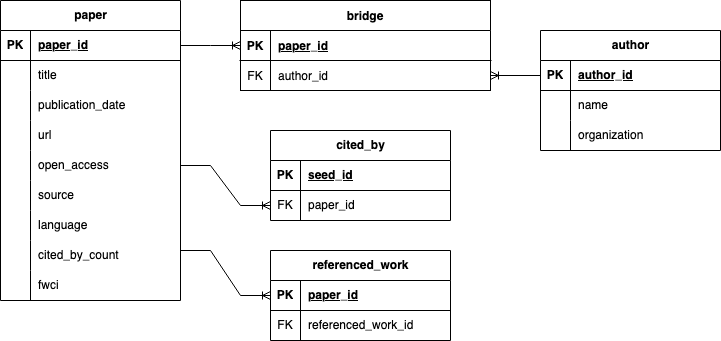 paper
PK paper_id
title
publication_date
url
open_access
source
language
cited_by_count
fwci
bridge
PK paper_id
FK author_id
author
PK author_id
name
organization
cited_by
PK seed_id
FK paper_id
referenced_work
PK paper_id
FK referenced_work_id